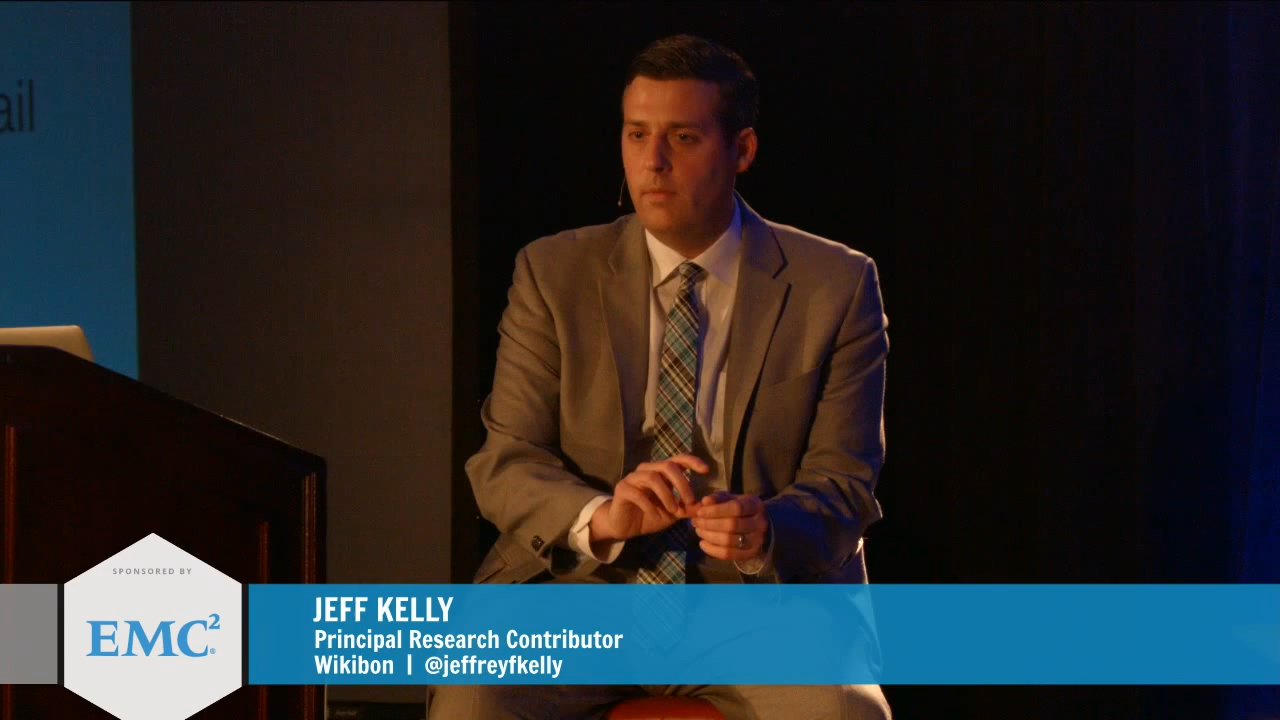 ail
SPONSORED BY
EMC²®
JEFF KELLY
Principal Research Contributor
Wikibon | @jeffreyfkelly